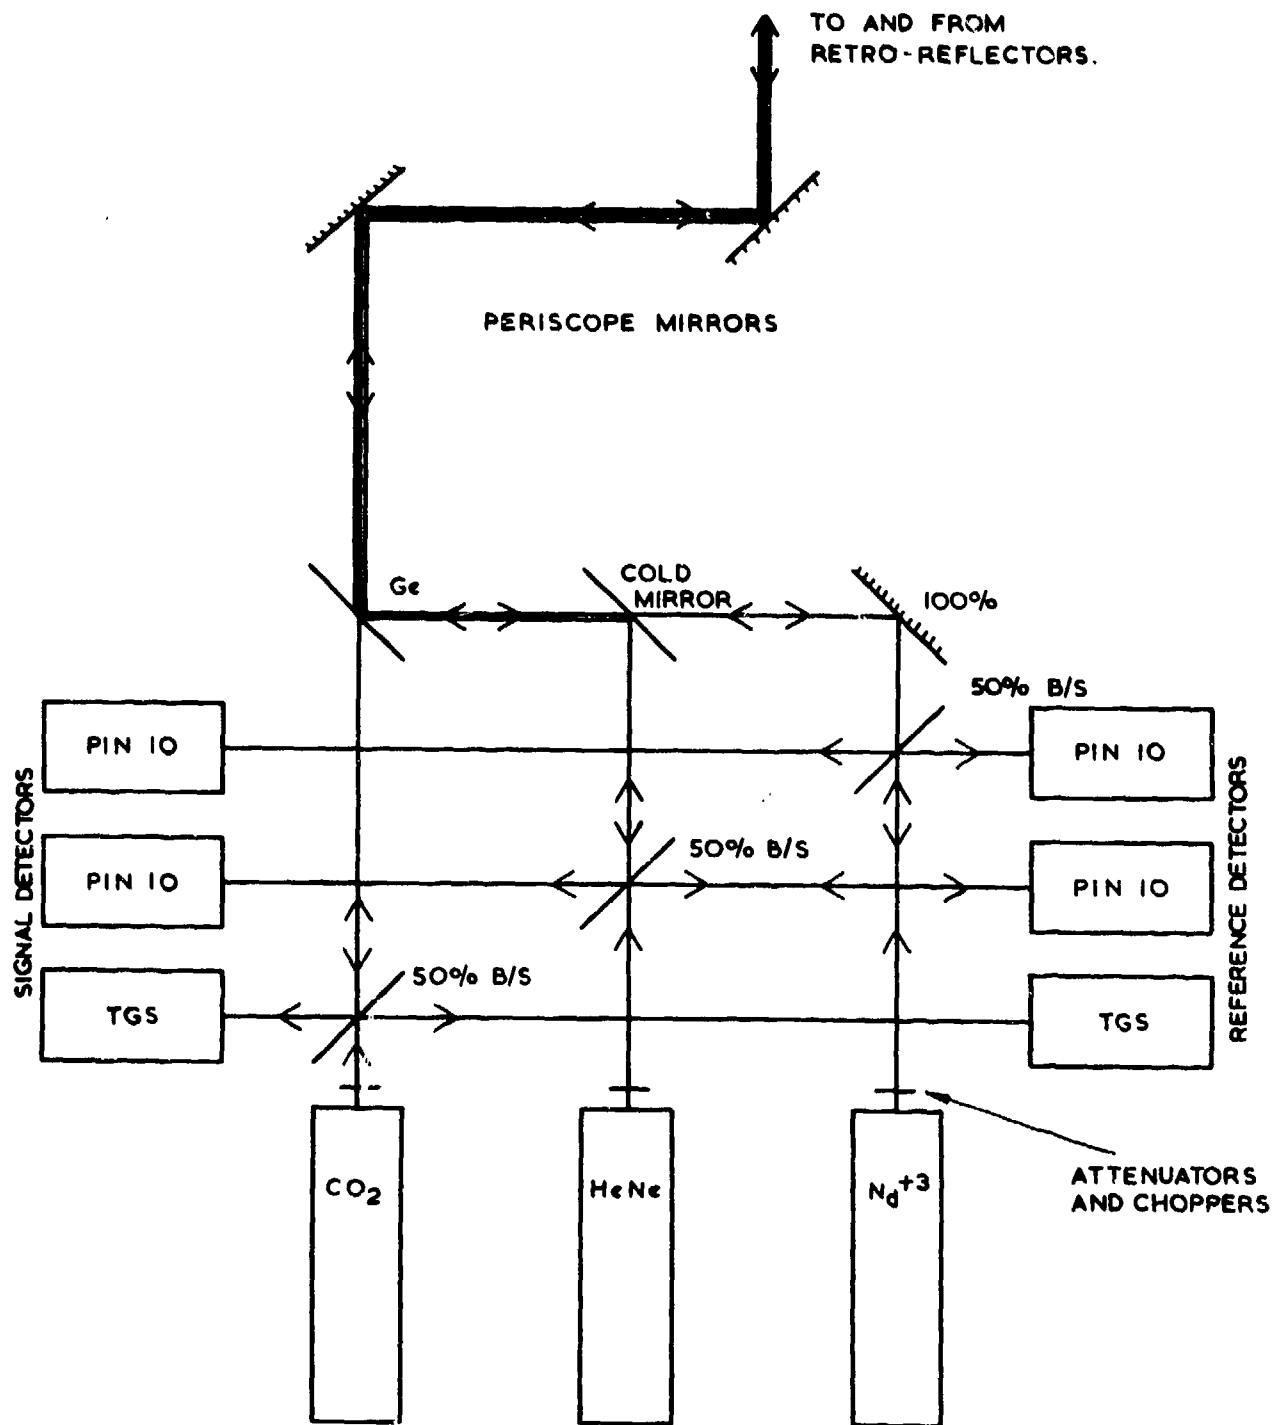 TO AND FROM
RETRO-REFLECTORS.
PERISCOPE MIRRORS
Ge
COLD
MIRROR
100%
50% B/S
PIN 10
PIN 10
SIGNAL DETECTORS
REFERENCE DETECTORS
50% B/S
PIN 10
PIN 10
50% B/S
TGS
TGS
CO₂
HeNe
Nd⁺³
ATTENUATORS
AND CHOPPERS